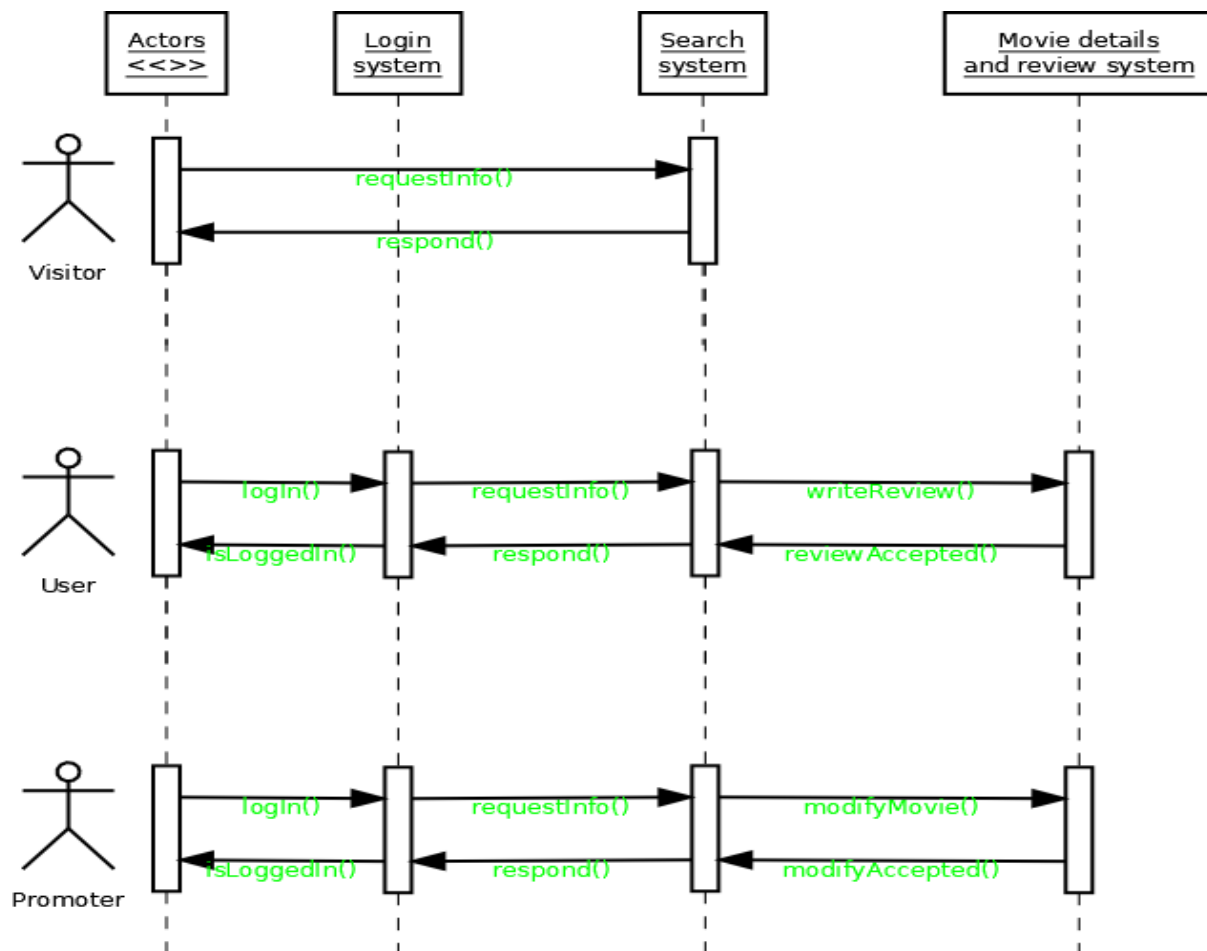 Actors
<<>>
Login
system
Search
system
Movie details
and review system
requestInfo()
respond()
Visitor
logIn()
requestInfo()
writeReview()
isLoggedIn()
respond()
reviewAccepted()
User
logIn()
requestInfo()
modifyMovie()
isLoggedIn()
respond()
modifyAccepted()
Promoter